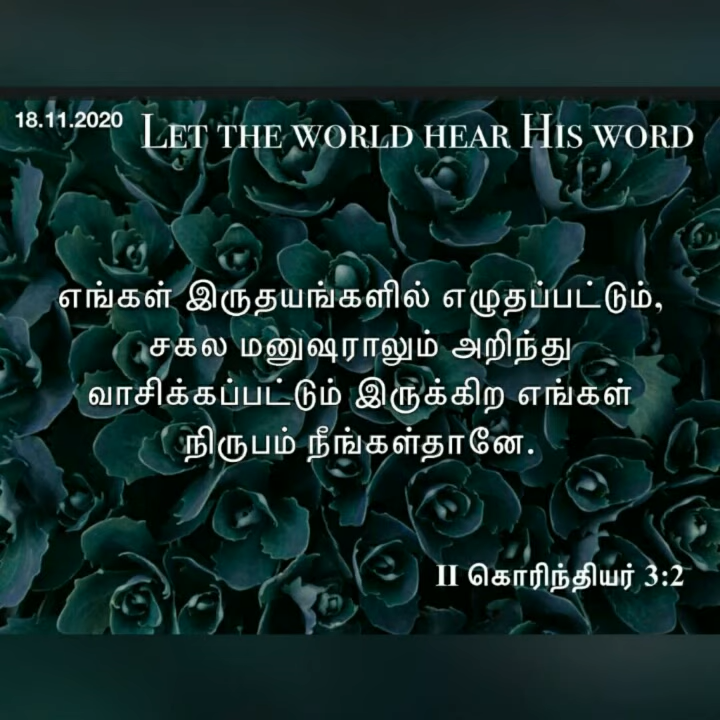 18.11.2020
LET THE WORLD HEAR HIS WORD
எங்கள் இருதயங்களில் எழுதப்பட்டும்,
சகல மனுஷராலும் அறிந்து
வாசிக்கப்பட்டும் இருக்கிற எங்கள்
நிருபம் நீங்கள்தானே.
II கொரிந்தியர் 3:2